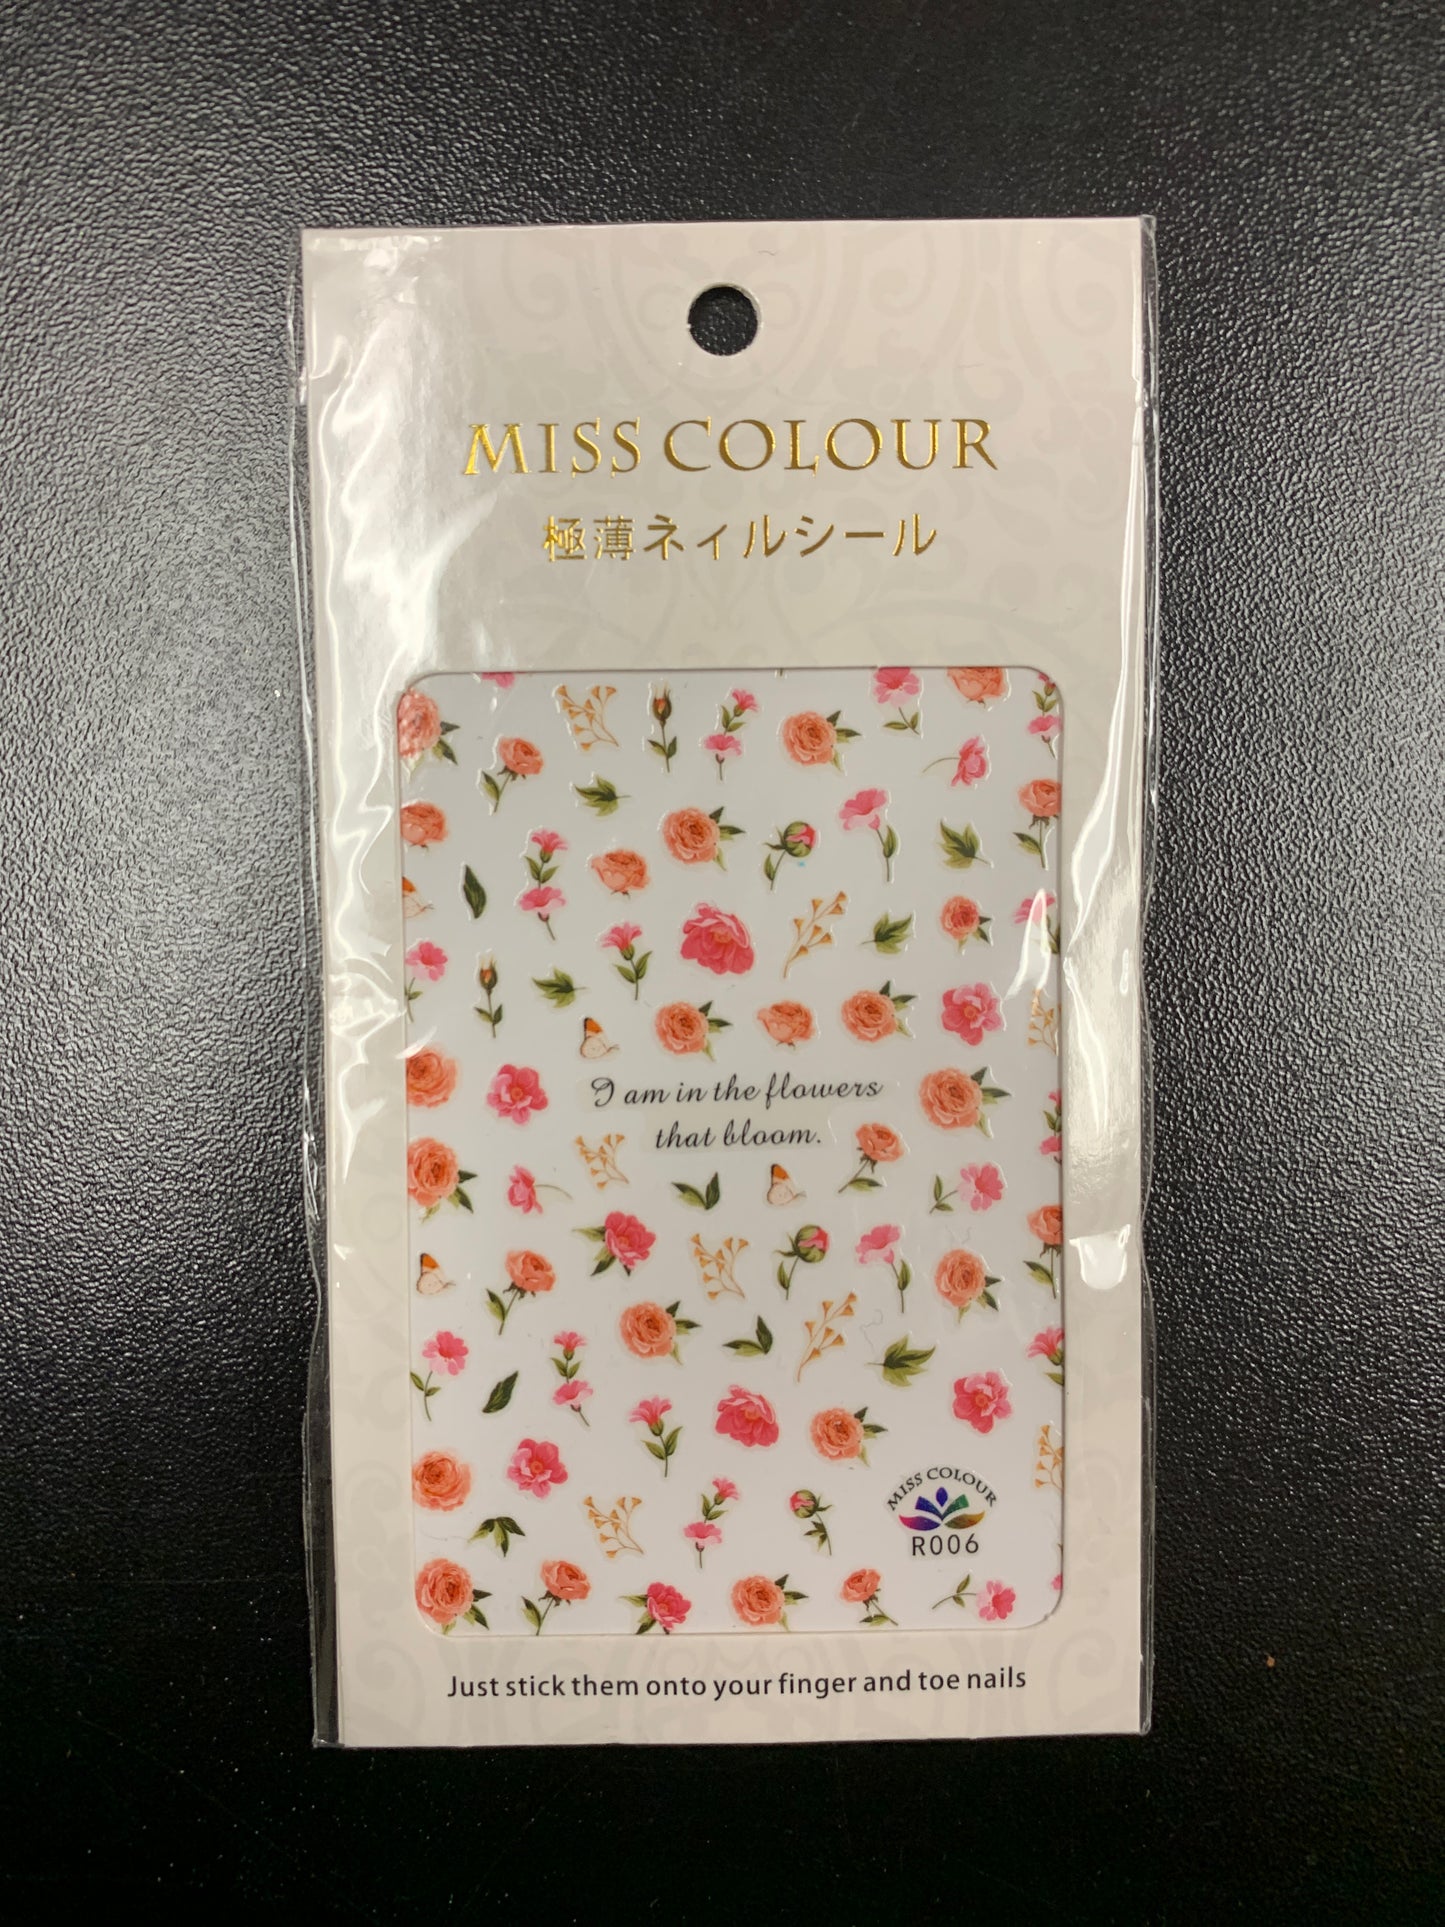 MISS COLOUR
極薄ネィルシール
I am in the flowers
that bloom.
MISS COLOUR
R006
Just stick them onto your finger and toe nails